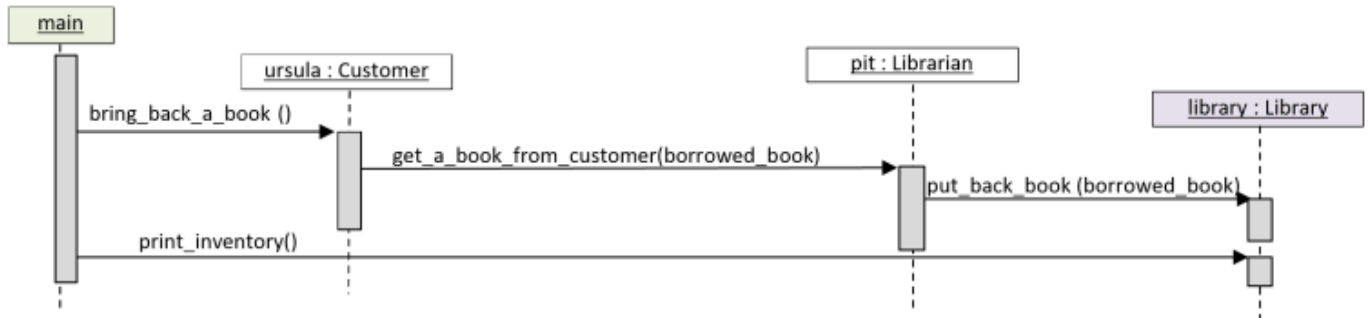 main
ursula : Customer
pit : Librarian
library : Library
bring_back_a_book ()
get_a_book_from_customer(borrowed_book)
put_back_book (borrowed_book)
print_inventory()